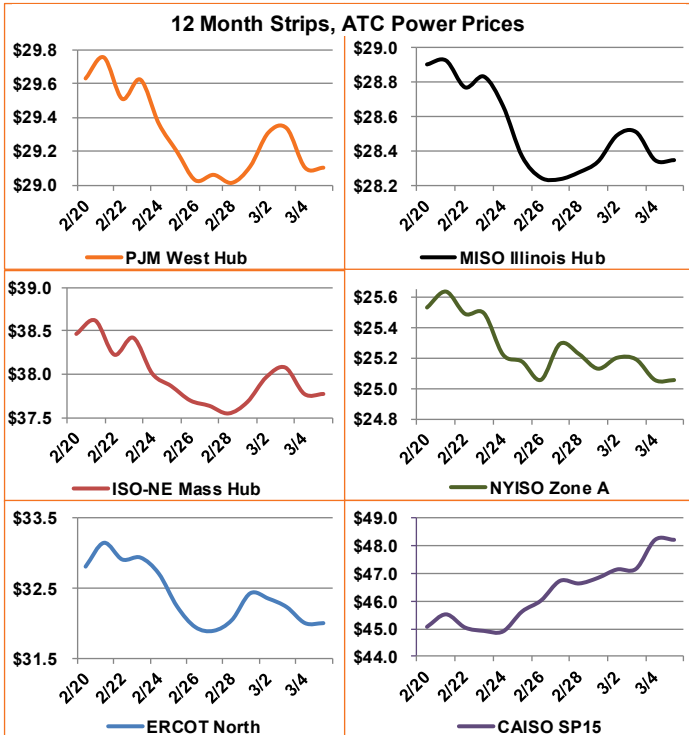 12 Month Strips, ATC Power Prices
$29.8
$29.6
$29.4
$29.2
$29.0
2/20 2/22 2/24 2/26 2/28 3/2 3/4
PJM West Hub
$29.0
$28.8
$28.6
$28.4
$28.2
2/20 2/22 2/24 2/26 2/28 3/2 3/4
MISO Illinois Hub
$39.0
$38.5
$38.0
$37.5
2/20 2/22 2/24 2/26 2/28 3/2 3/4
ISO-NE Mass Hub
$25.6
$25.4
$25.2
$25.0
$24.8
2/20 2/22 2/24 2/26 2/28 3/2 3/4
NYISO Zone A
$33.5
$32.5
$31.5
2/20 2/22 2/24 2/26 2/28 3/2 3/4
ERCOT North
$49.0
$48.0
$47.0
$46.0
$45.0
$44.0
2/20 2/22 2/24 2/26 2/28 3/2 3/4
CAISO SP15